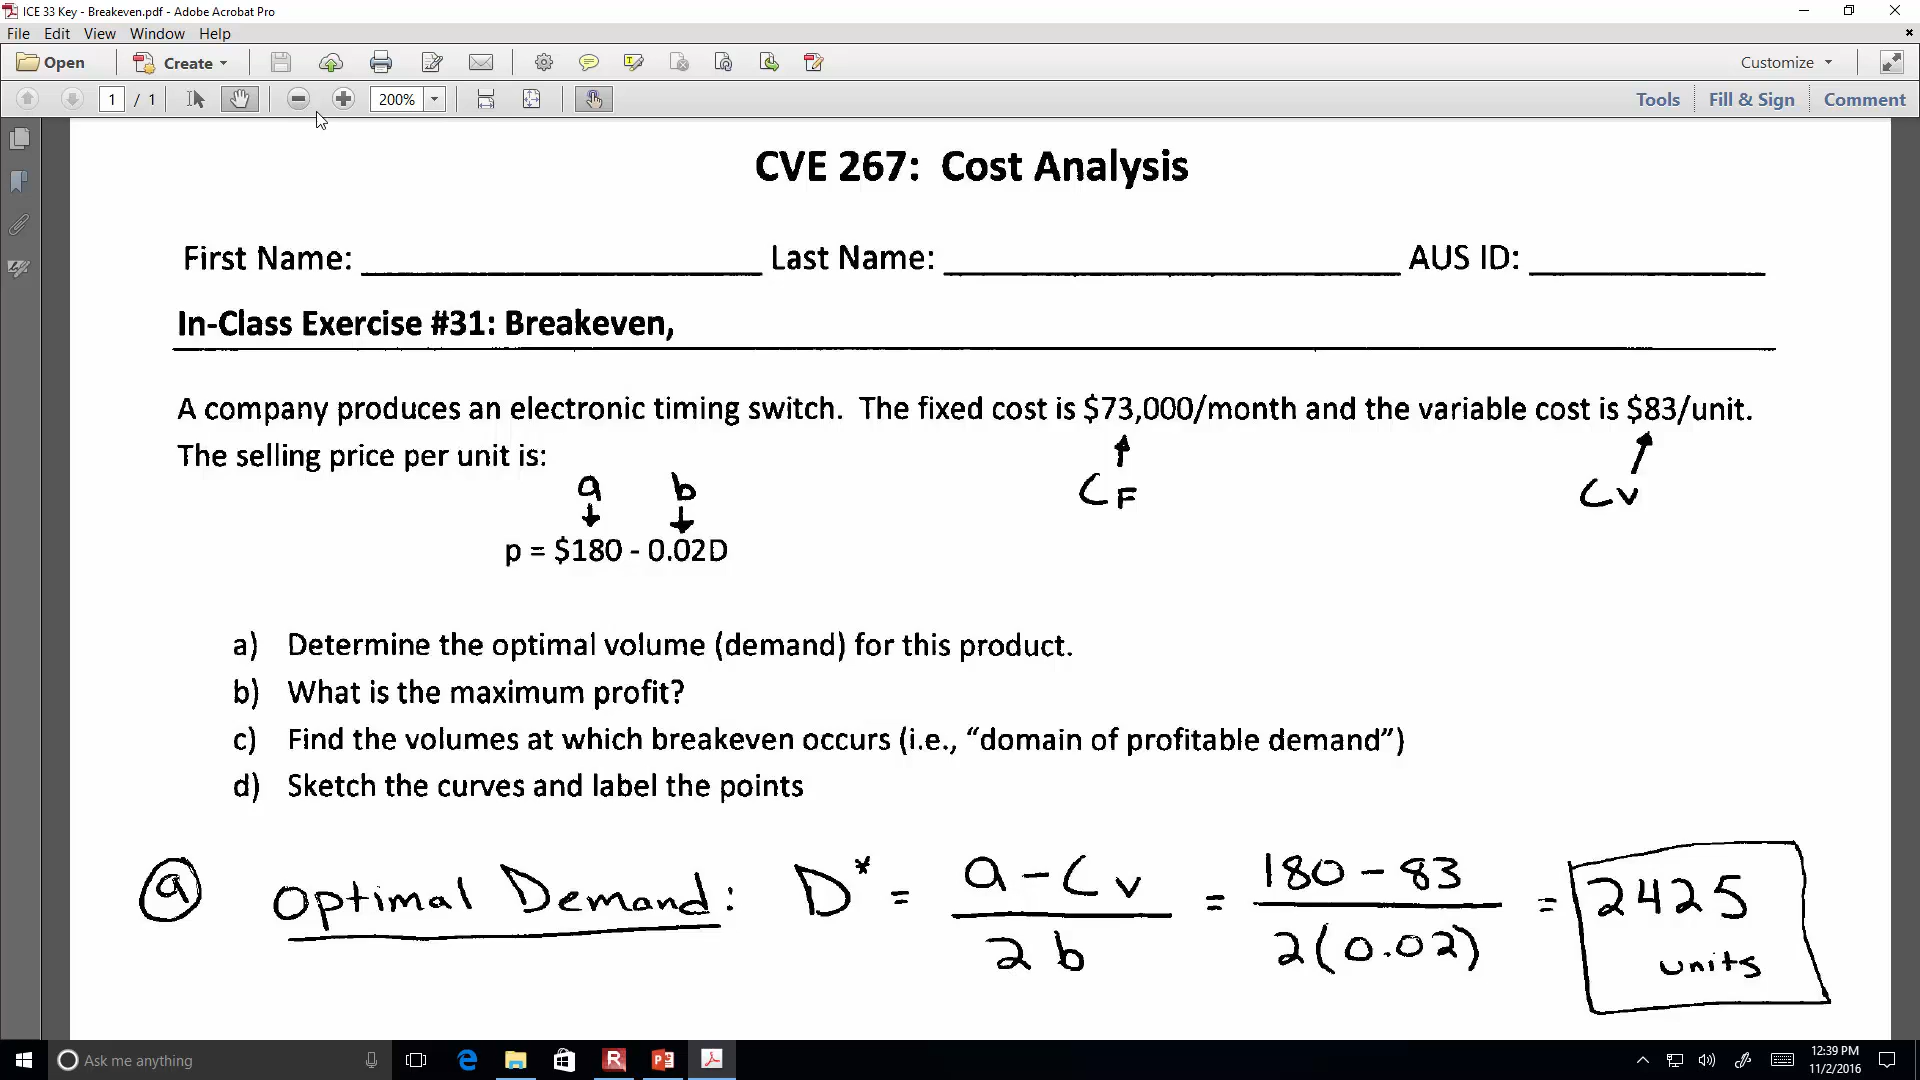 ICE 33 Key - Breakeven.pdf - Adobe Acrobat Pro
File Edit View Window Help
Open Create Customize
1 / 1 200% Tools Fill & Sign Comment
CVE 267: Cost Analysis
First Name: Last Name: AUS ID:
In-Class Exercise #31: Breakeven,
A company produces an electronic timing switch. The fixed cost is $73,000/month and the variable cost is $83/unit.
The selling price per unit is:
a b CF Cv
p = $180 - 0.02D
a) Determine the optimal volume (demand) for this product.
b) What is the maximum profit?
c) Find the volumes at which breakeven occurs (i.e., “domain of profitable demand”)
d) Sketch the curves and label the points
a Optimal Demand: D* = a - Cv / 2b = 180 - 83 / 2(0.02) = 2425 units
Ask me anything
12:39 PM
11/2/2016